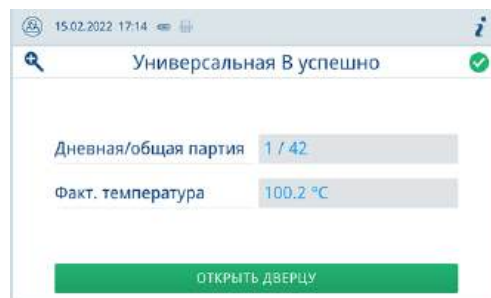 15.02.2022 17:14
Универсальная В успешно
Дневная/общая партия 1 / 42
Факт. температура 100.2 °C
ОТКРЫТЬ ДВЕРЦУ